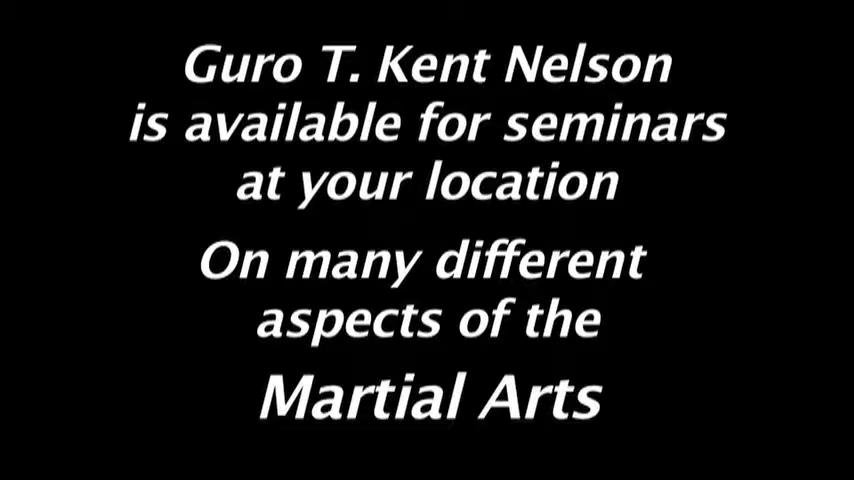 Guro T. Kent Nelson
is available for seminars
at your location
On many different
aspects of the
Martial Arts